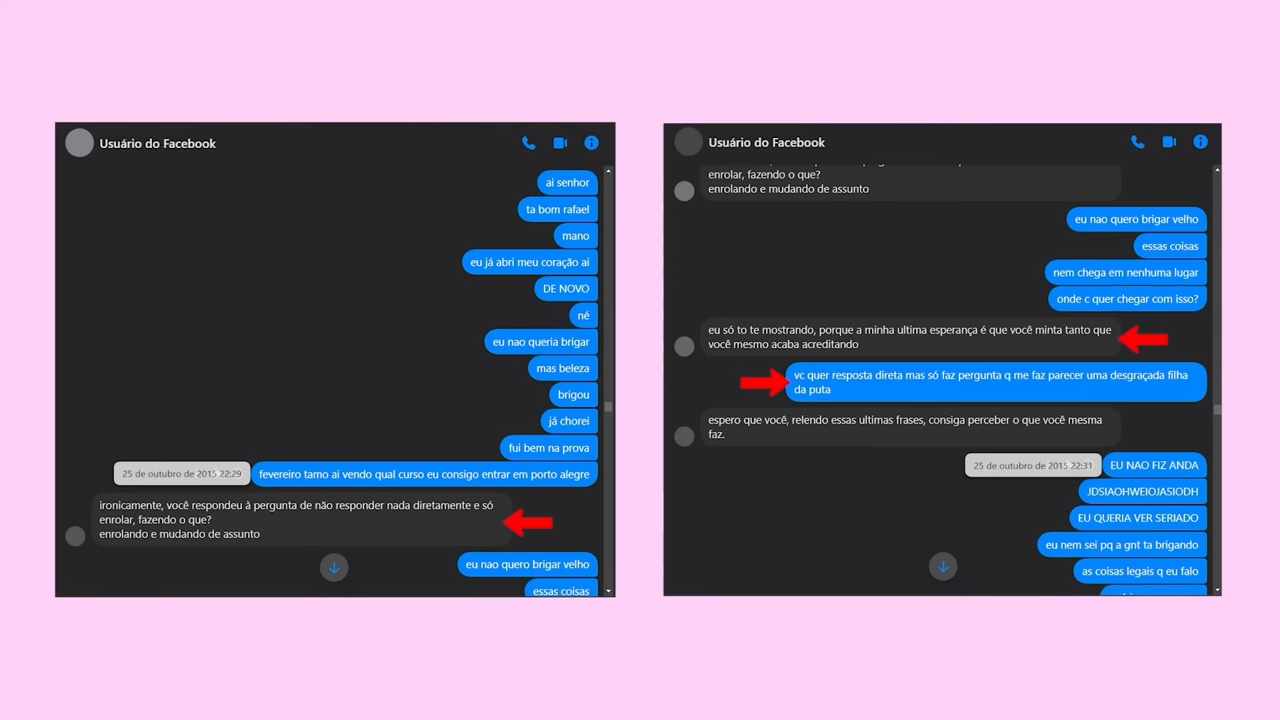 Usuário do Facebook
ai senhor
ta bom rafael
mano
eu já abri meu coração ai
DE NOVO
né
eu nao queria brigar
mas beleza
brigou
já chorei
fui bem na prova
25 de outubro de 2015 22:29
fevereiro tamo ai vendo qual curso eu consigo entrar em porto alegre
ironicamente, você respondeu à pergunta de não responder nada diretamente e só
enrolar, fazendo o que?
enrolando e mudando de assunto
eu nao quero brigar velho
essas coisas
Usuário do Facebook
enrolar, fazendo o que?
enrolando e mudando de assunto
eu nao quero brigar velho
essas coisas
nem chega em nenhuma lugar
onde c quer chegar com isso?
eu só to te mostrando, porque a minha ultima esperança é que você minta tanto que
você mesmo acaba acreditando
vc quer resposta direta mas só faz pergunta q me faz parecer uma desgraçada filha
da puta
espero que você, relendo essas ultimas frases, consiga perceber o que você mesma
faz.
25 de outubro de 2015 22:31
EU NAO FIZ ANDA
JDSIAOHWEIOJASIODH
EU QUERIA VER SERIADO
eu nem sei pq a gnt ta brigando
as coisas legais q eu falo